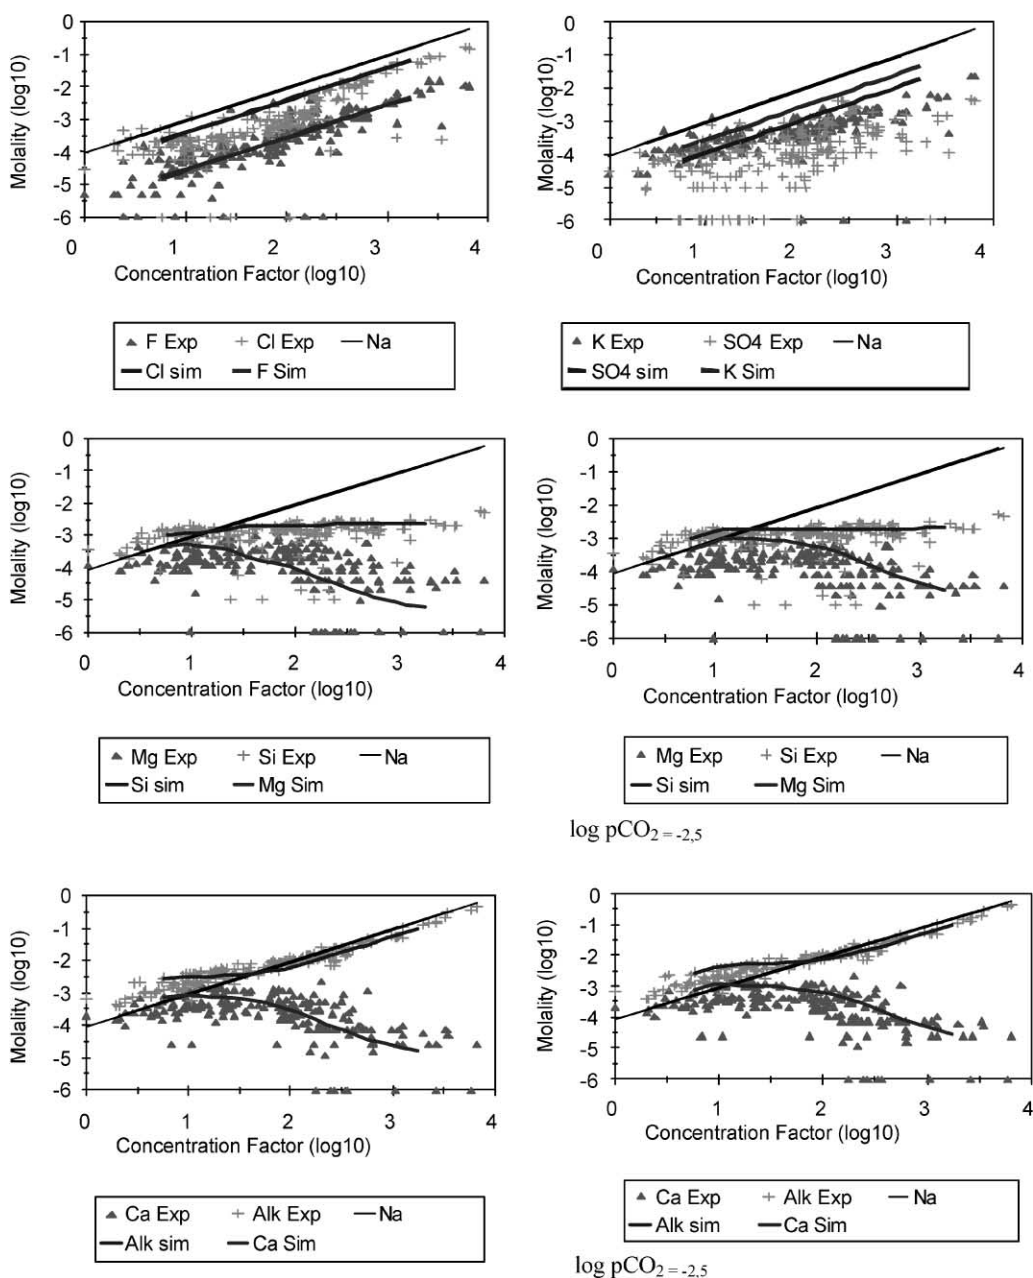 0
-1
-2
-3
-4
-5
-6
Molality (log10)
0 1 2 3 4
Concentration Factor (log10)
F Exp Cl Exp Na
Cl sim F Sim
0
-1
-2
-3
-4
-5
-6
Molality (log10)
0 1 2 3 4
Concentration Factor (log10)
K Exp SO4 Exp Na
SO4 sim K Sim
0
-1
-2
-3
-4
-5
-6
Molality (log10)
0 1 2 3 4
Concentration Factor (log10)
Mg Exp Si Exp Na
Si sim Mg Sim
0
-1
-2
-3
-4
-5
-6
Molality (log10)
0 1 2 3 4
Concentration Factor (log10)
Mg Exp Si Exp Na
Si sim Mg Sim
log pCO2 = -2,5
0
-1
-2
-3
-4
-5
-6
Molality (log10)
0 1 2 3 4
Concentration Factor (log10)
Ca Exp Alk Exp Na
Alk sim Ca Sim
0
-1
-2
-3
-4
-5
-6
Molality (log10)
0 1 2 3 4
Concentration Factor (log10)
Ca Exp Alk Exp Na
Alk sim Ca Sim
log pCO2 = -2,5